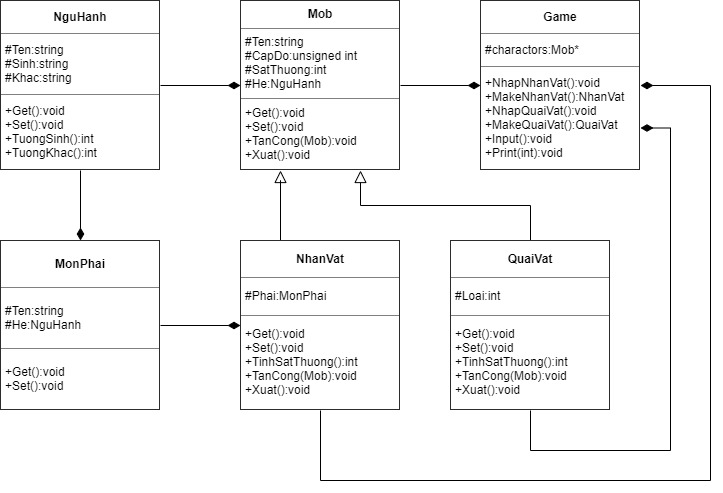 NguHanh
#Ten:string
#Sinh:string
#Khac:string
+Get():void
+Set():void
+TuongSinh():int
+TuongKhac():int
Mob
#Ten:string
#CapDo:unsigned int
#SatThuong:int
#He:NguHanh
+Get():void
+Set():void
+TanCong(Mob):void
+Xuat():void
Game
#charactors:Mob*
+NhapNhanVat():void
+MakeNhanVat():NhanVat
+NhapQuaiVat():void
+MakeQuaiVat():QuaiVat
+Input():void
+Print(int):void
MonPhai
#Ten:string
#He:NguHanh
+Get():void
+Set():void
NhanVat
#Phai:MonPhai
+Get():void
+Set():void
+TinhSatThuong():int
+TanCong(Mob):void
+Xuat():void
QuaiVat
#Loai:int
+Get():void
+Set():void
+TinhSatThuong():int
+TanCong(Mob):void
+Xuat():void